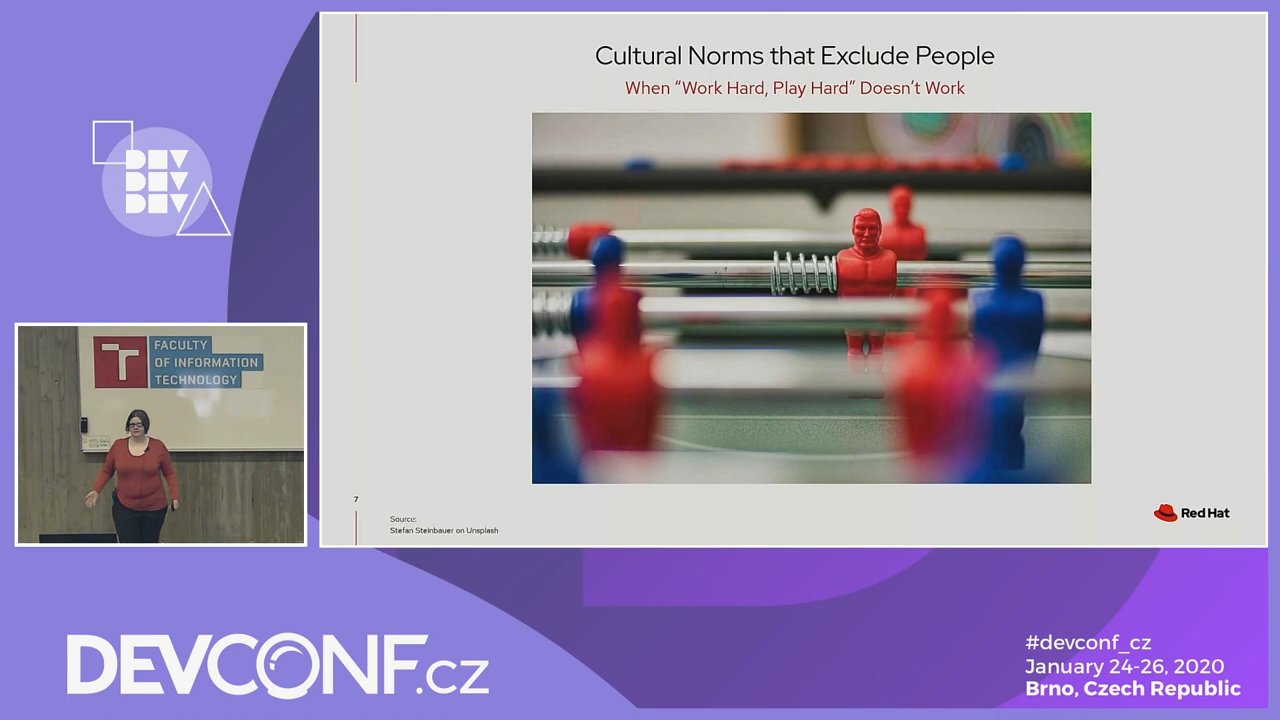 DEV
DEV
DEV
FACULTY
OF INFORMATION
TECHNOLOGY
Cultural Norms that Exclude People
When “Work Hard, Play Hard” Doesn’t Work
7
Source:
Stefan Steinbauer on Unsplash
Red Hat
DEVCONF.cz
#devconf_cz
January 24-26, 2020
Brno, Czech Republic